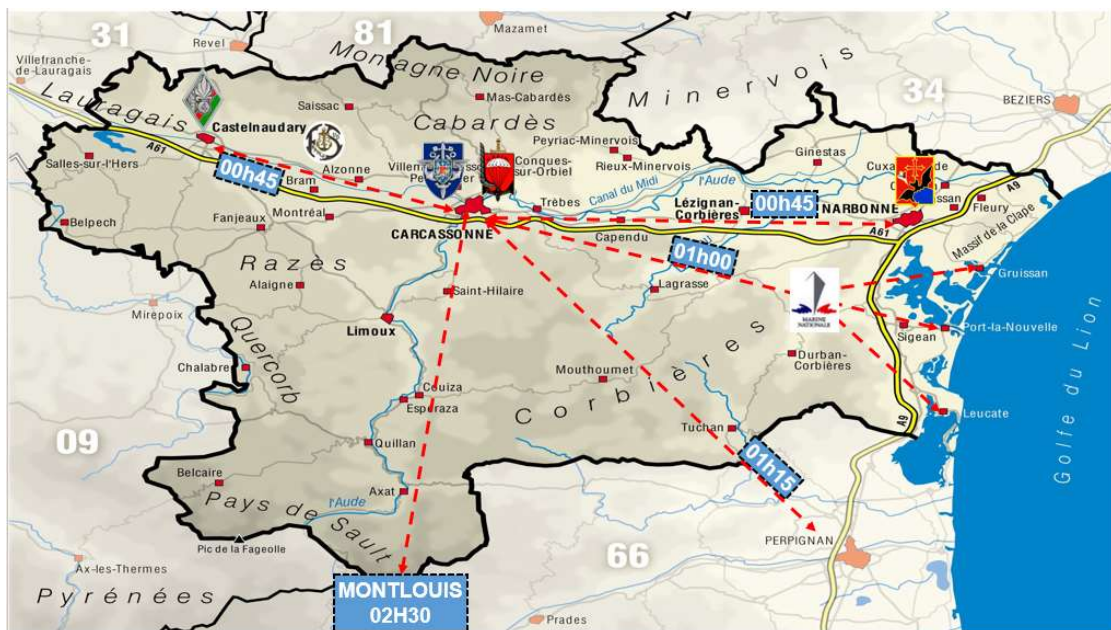 31
81
34
Mazamet
Revel
Villefranche-
de-Lauragais
Montagne Noire
Minervois
BEZIERS
Lauragais
Saissac
Mas-Cabardès
Cabardès
Castelnaudary
A61
Salles-sur-l'Hers
00h45
Bram
Alzonne
Conques-
sur-Orbiel
Peyriac-Minervois
Rieux-Minervois
Ginestas
l'Aude
Canal du Midi
Trèbes
Lézignan-
Corbières
00h45
NARBONNE
A9
Fleury
Massif de la Clape
Belpech
Fanjeaux
Montréal
CARCASSONNE
Capendu
A61
01h00
Razès
Alaigne
Saint-Hilaire
Lagrasse
MARINE
NATIONALE
Gruissan
Mirepoix
Limoux
Sigean
Port-la-Nouvelle
Quercorb
Chalabre
Durban-
Corbières
Mouthoumet
Corbières
Couiza
Espéraza
Leucate
A9
Golfe du Lion
09
Quillan
Tuchan
01h15
Belcaire
Axat
Pays de Sault
l'Aude
Pic de la Fageolle
PERPIGNAN
66
Ax-les-Thermes
Pyrénées
MONTLOUIS
02H30
Prades